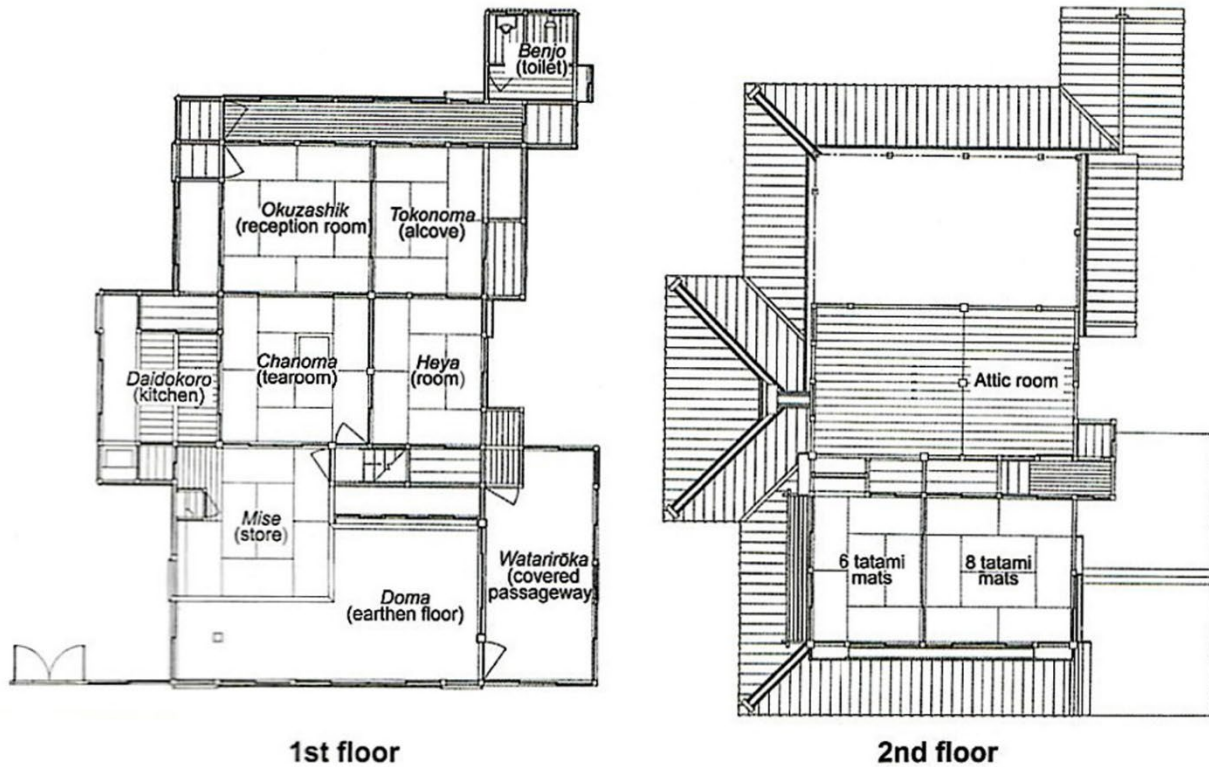 Benjo
(toilet)
Okuzashik
(reception room)
Tokonoma
(alcove)
Daidokoro
(kitchen)
Chanoma
(tearoom)
Heya
(room)
Mise
(store)
Doma
(earthen floor)
Watarirōka
(covered
passageway)
1st floor
Attic room
6 tatami
mats
8 tatami
mats
2nd floor